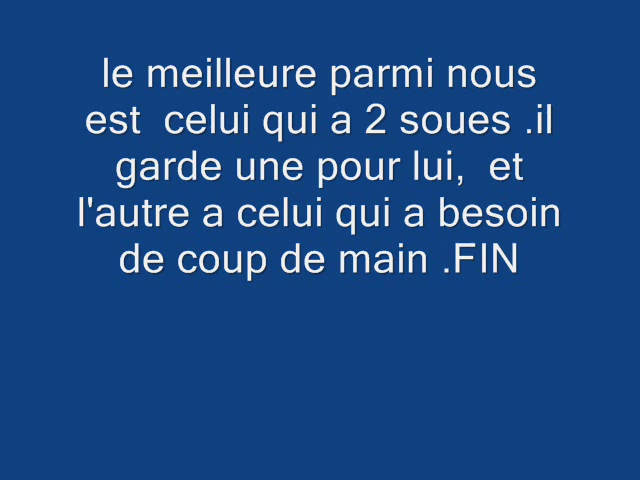 le meilleure parmi nous
est  celui qui a 2 soues .il
garde une pour lui,  et
l'autre a celui qui a besoin
de coup de main .FIN